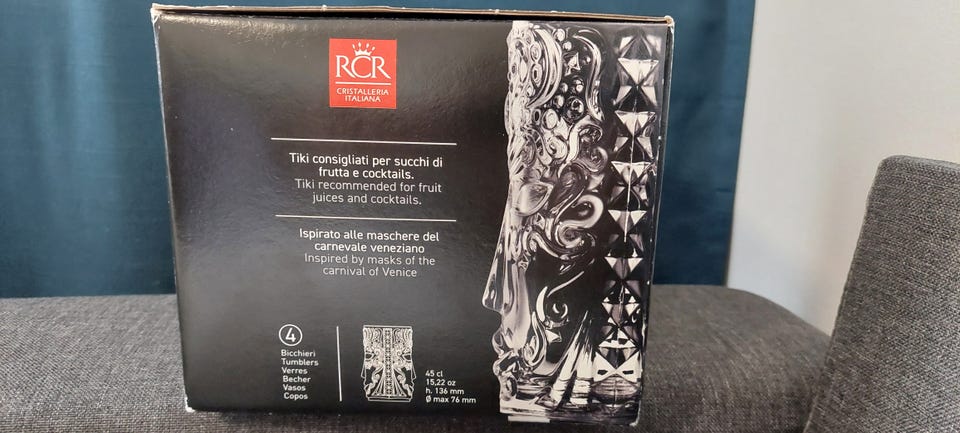 RCR
CRISTALLERIA
ITALIANA
Tiki consigliati per succhi di
frutta e cocktails.
Tiki recommended for fruit
juices and cocktails.
Ispirato alle maschere del
carnevale veneziano
Inspired by masks of the
carnival of Venice
4
Bicchieri
Tumblers
Verres
Becher
Vasos
Copos
45 cl
15,22 oz
h. 136 mm
Ø max 76 mm